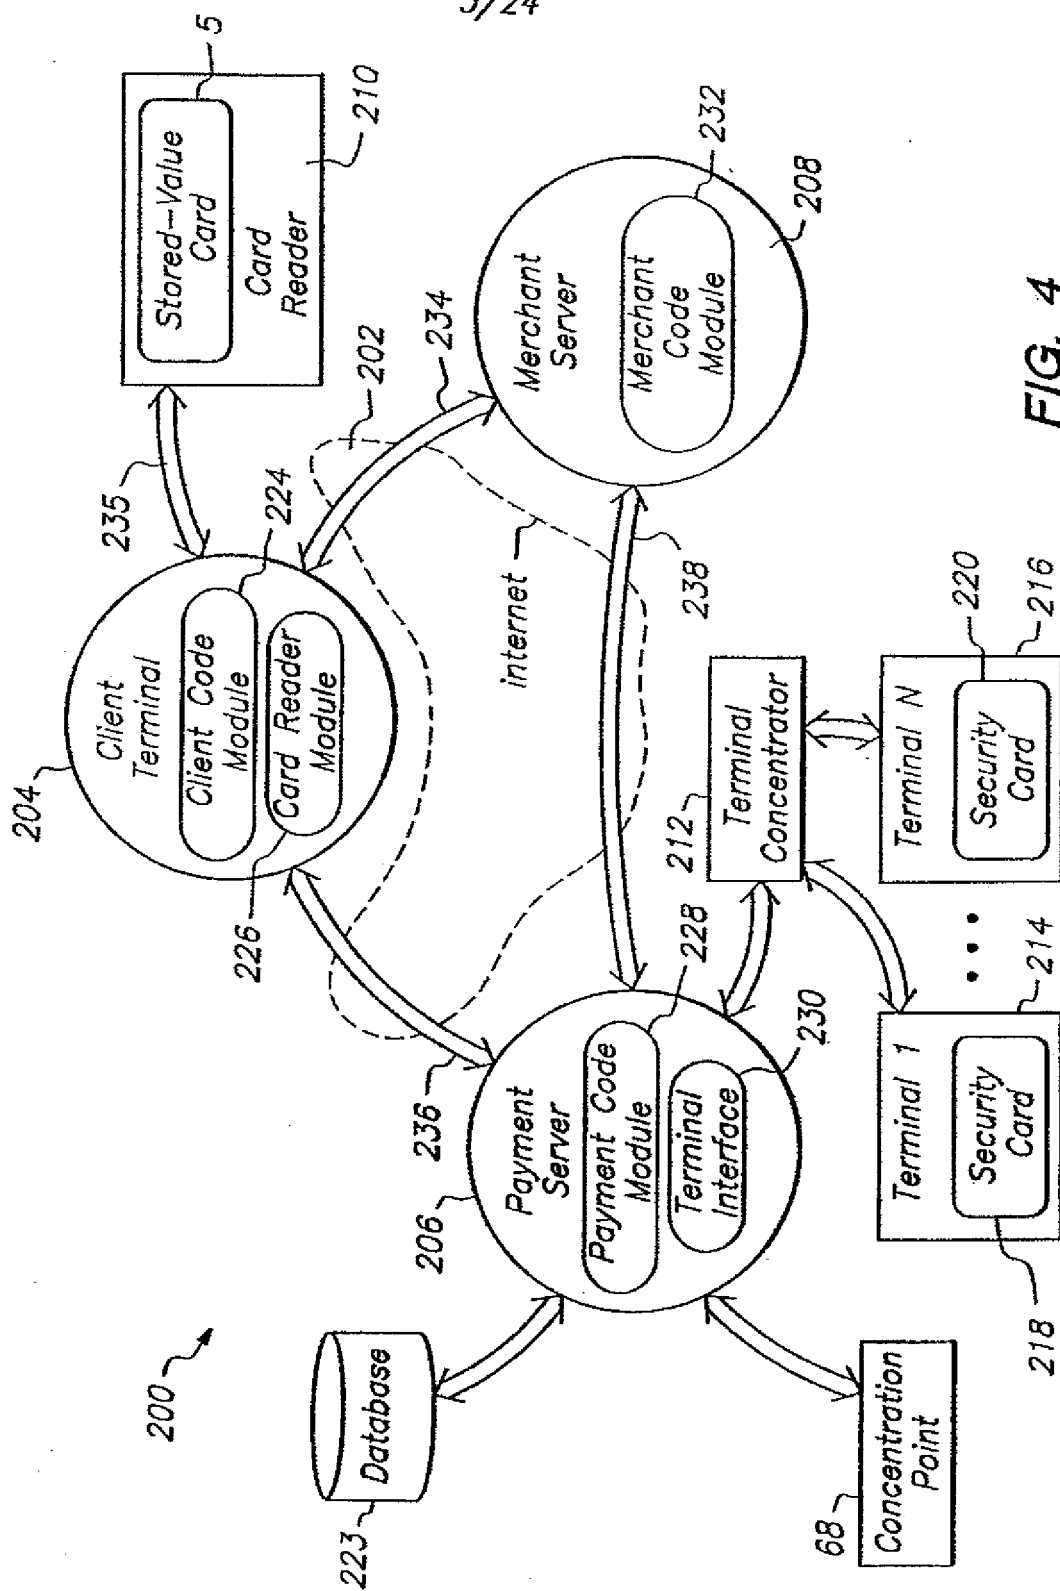 3/24
200
204
Client
Terminal
Client Code
Module
224
Card Reader
Module
226
235
Stored-Value
Card
5
Card
Reader
210
202
234
236
internet
238
Merchant
Server
Merchant
Code
Module
232
208
206
Payment
Server
Payment Code
Module
228
Terminal
Interface
230
223
Database
68
Concentration
Point
212
Terminal
Concentrator
Terminal 1
Security
Card
214
218
Terminal N
Security
Card
220
216
FIG. 4